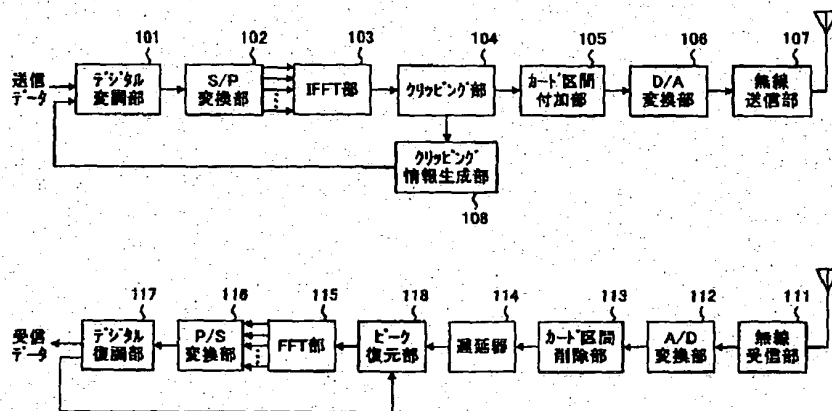 101
102
103
104
105
106
107
送信
データ
デジタル
変調部
S/P
変換部
IFFT部
クリッピング部
ガード区間
付加部
D/A
変換部
無線
送信部
クリッピング
情報生成部
108
117
116
115
118
114
113
112
111
受信
データ
デジタル
復調部
P/S
変換部
FFT部
ピーク
復元部
遅延器
ガード区間
削除部
A/D
変換部
無線
受信部